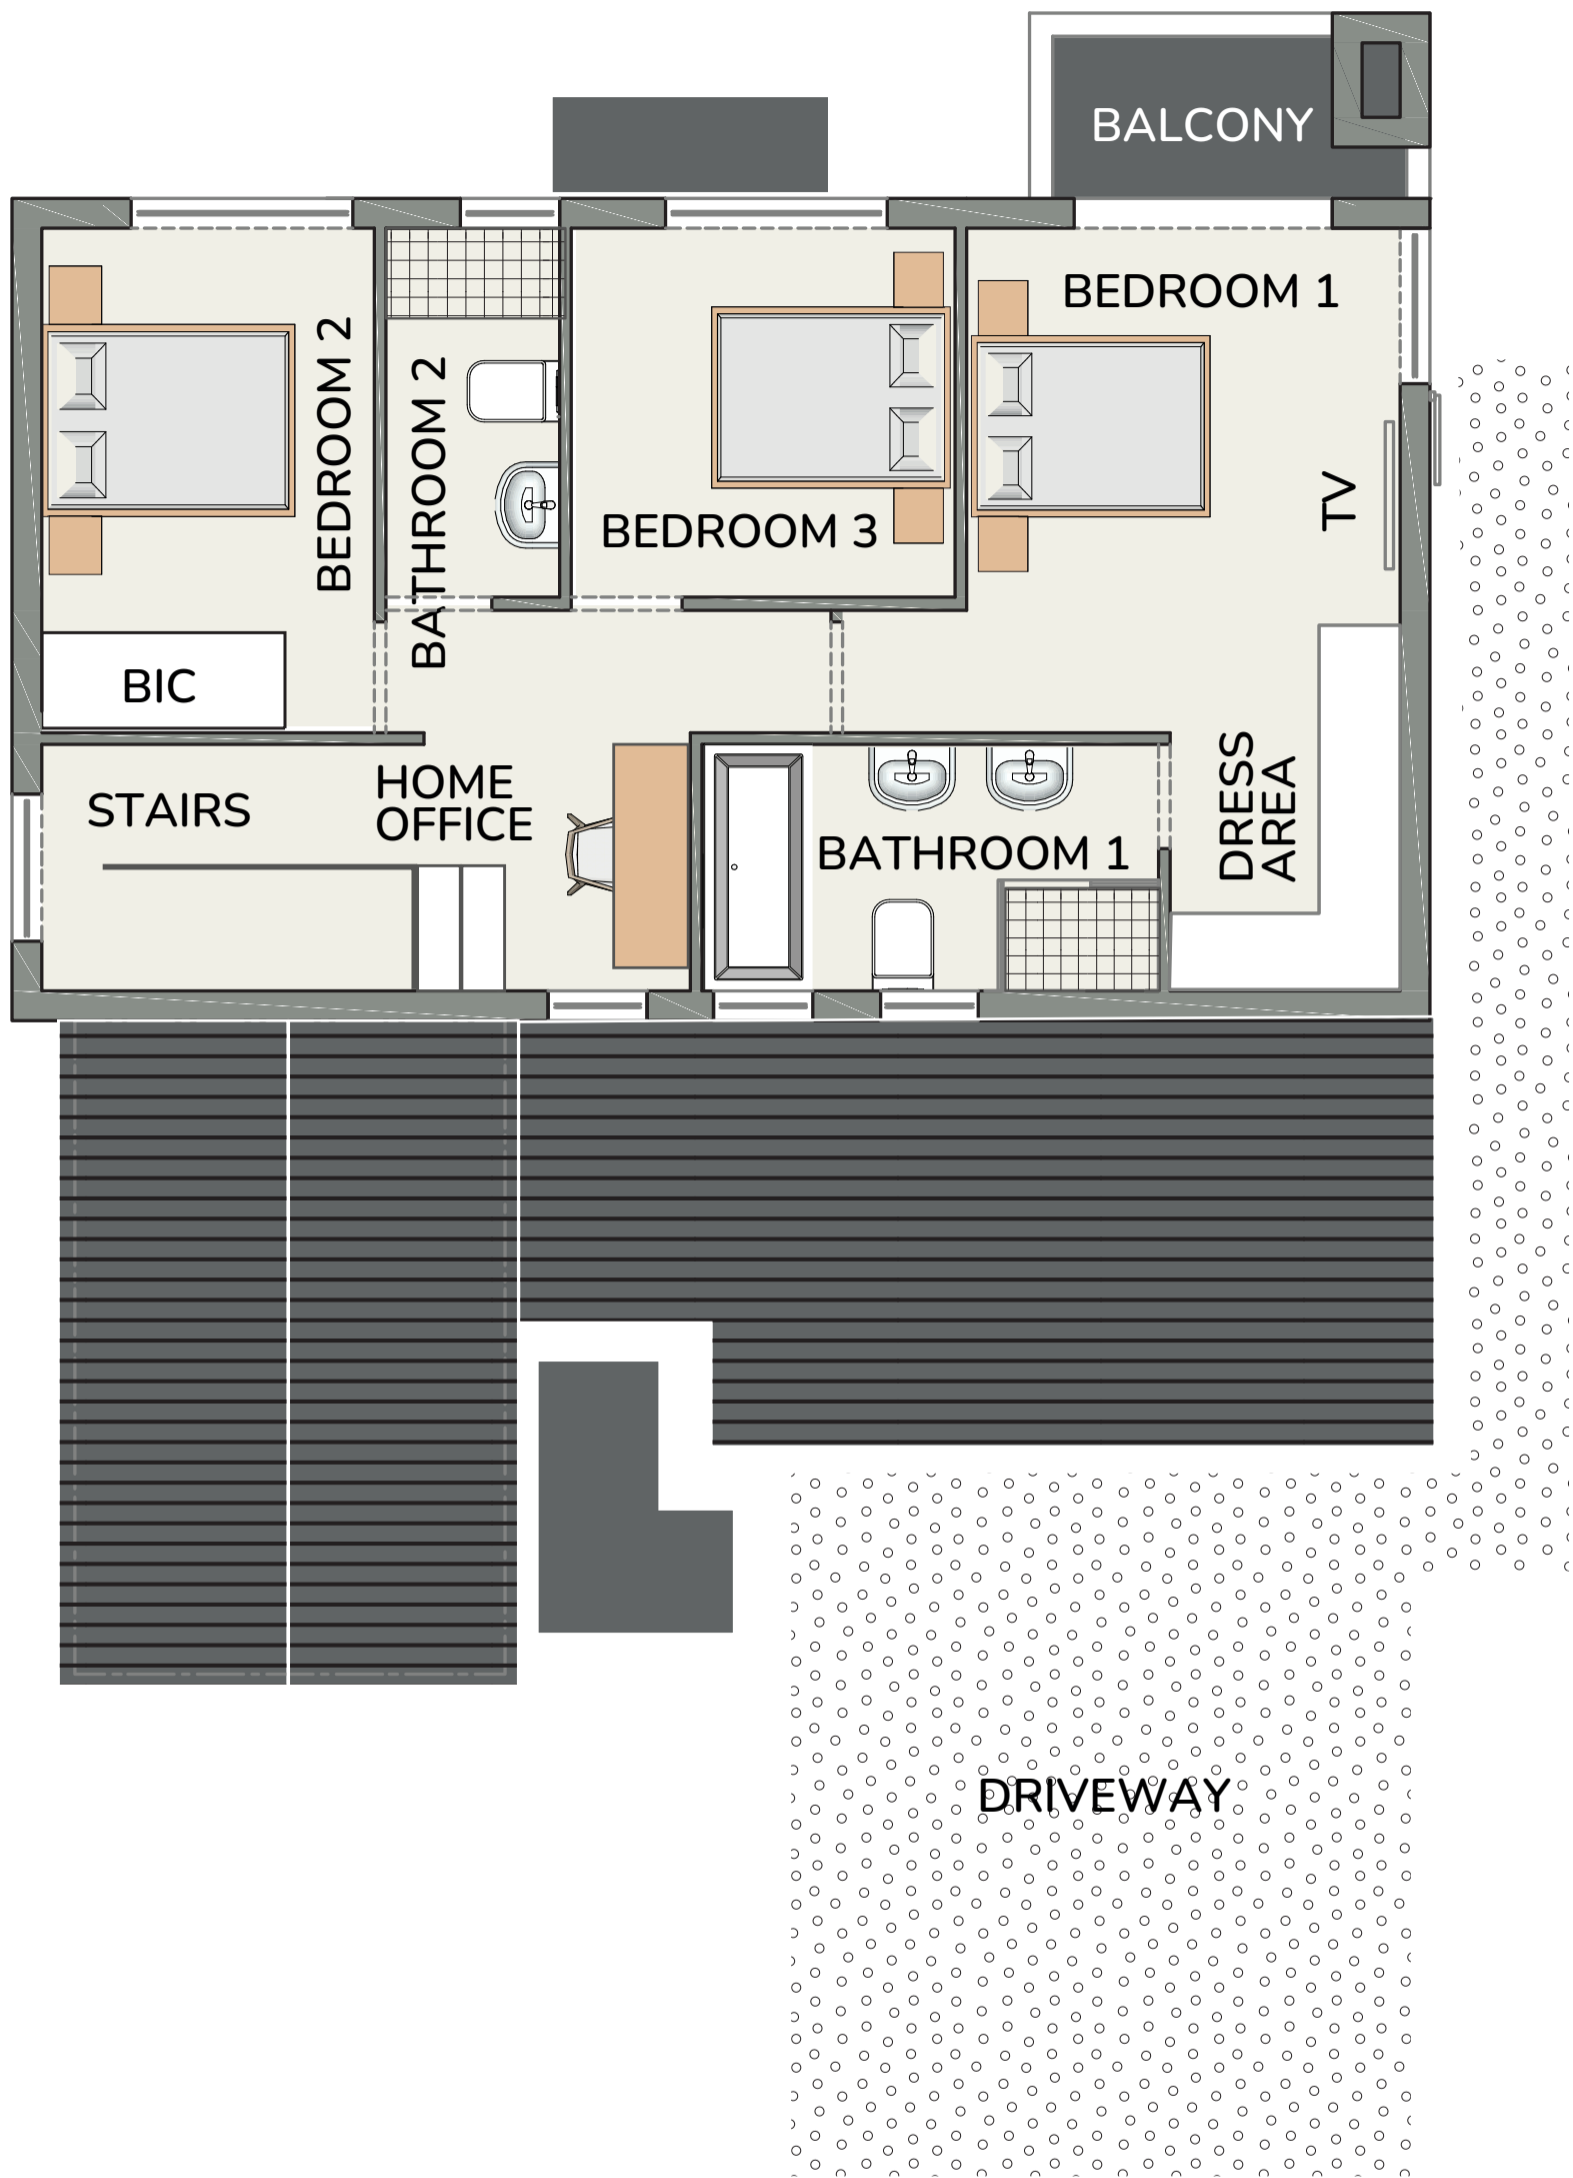 BALCONY
BEDROOM 1
BEDROOM 2
BATHROOM 2
BEDROOM 3
TV
BIC
HOME
OFFICE
STAIRS
BATHROOM 1
DRESS
AREA
DRIVEWAY